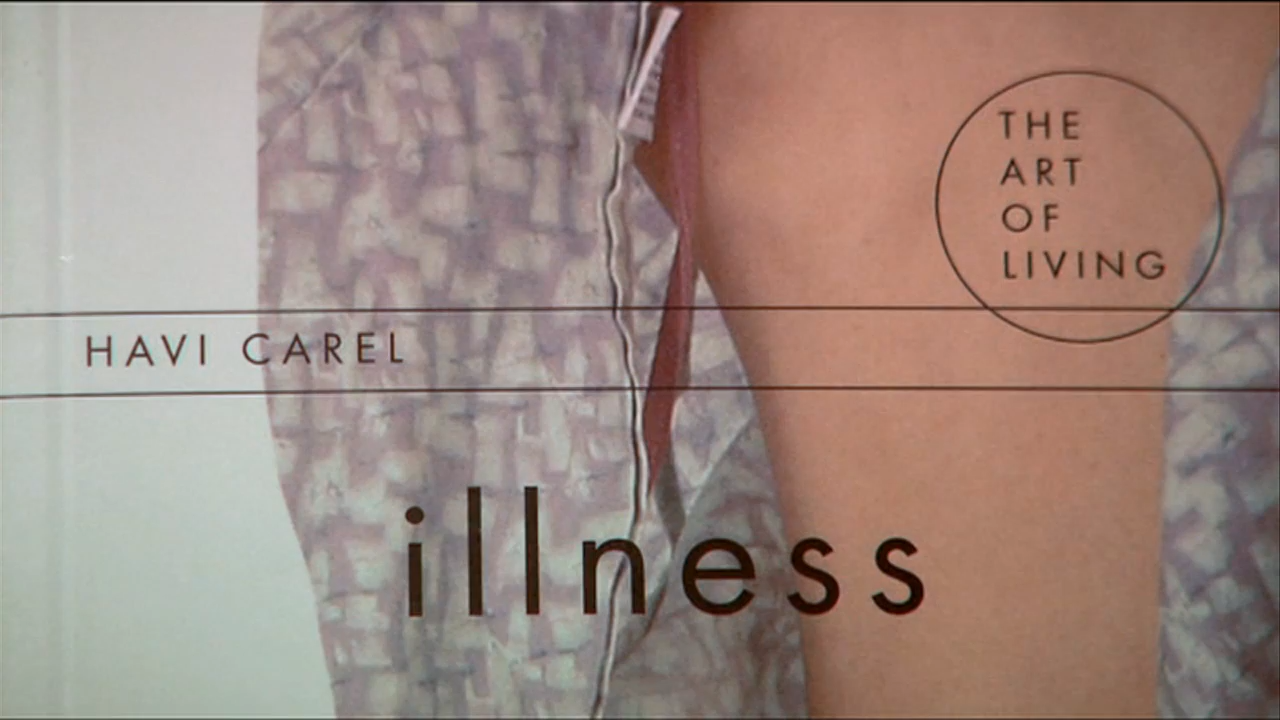 THE
ART
OF
LIVING
HAVI CAREL
illness